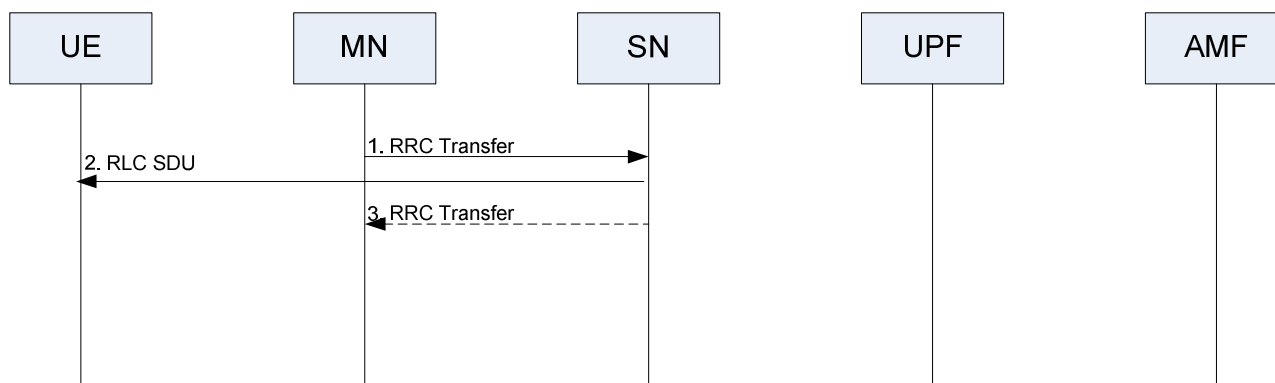 UE
MN
SN
UPF
AMF
1. RRC Transfer
2. RLC SDU
3. RRC Transfer